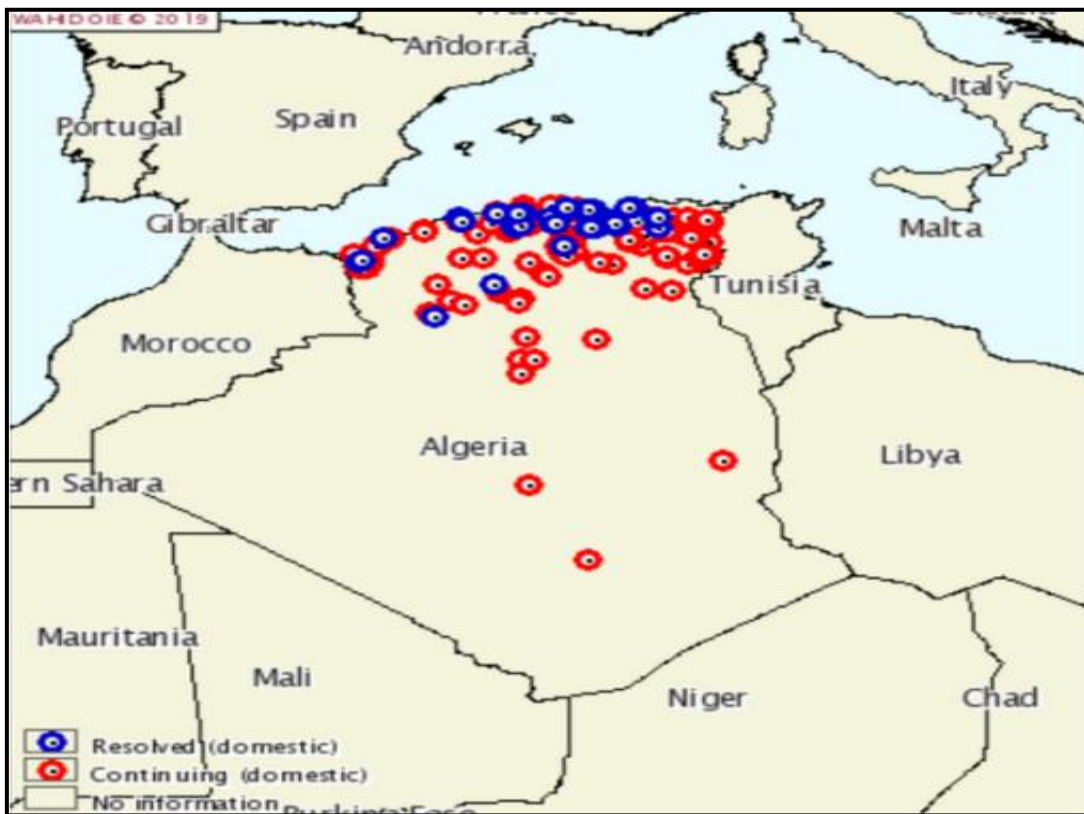 WAHID OIE © 2019
Andorra
Italy
Portugal
Spain
Gibraltar
Malta
Tunisia
Morocco
Algeria
Libya
ern Sahara
Mauritania
Mali
Niger
Chad
Resolved (domestic)
Continuing (domestic)
No information